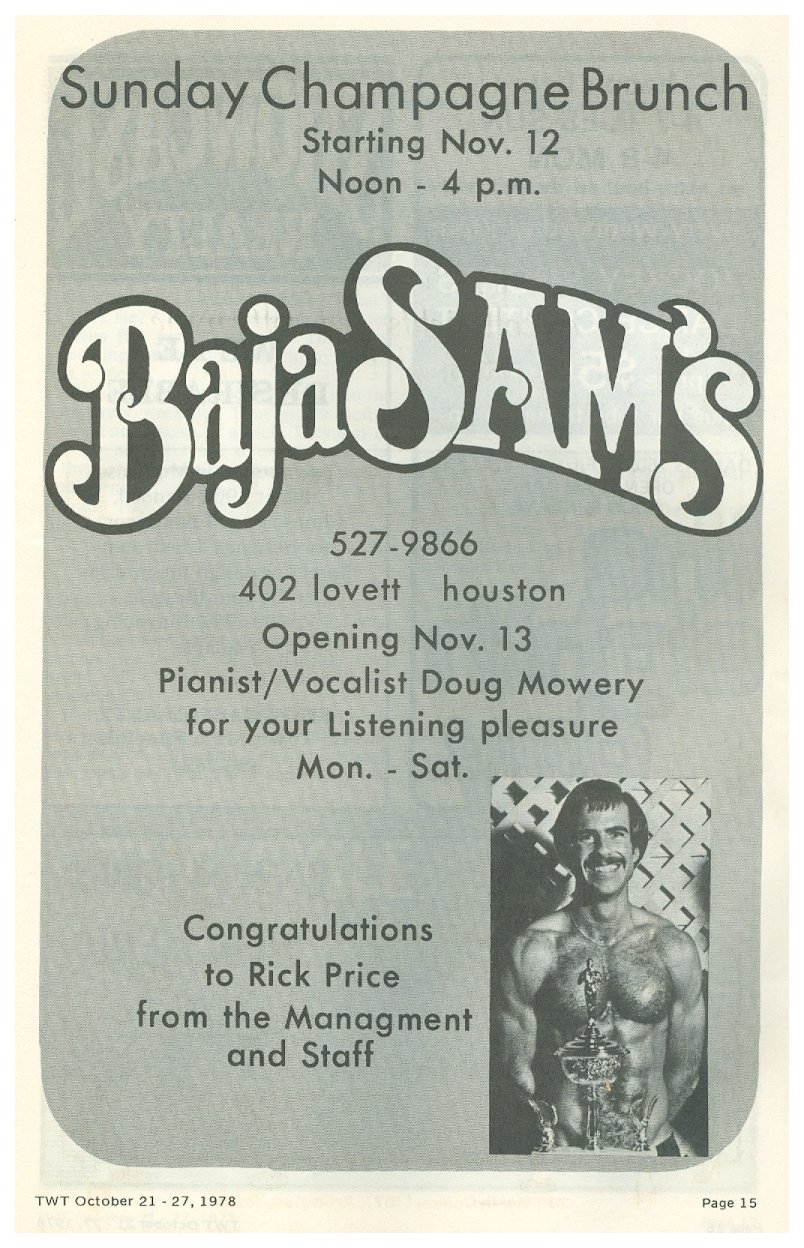 Sunday Champagne Brunch
Starting Nov. 12
Noon - 4 p.m.
Baja SAM's
527-9866
402 lovett houston
Opening Nov. 13
Pianist/Vocalist Doug Mowery
for your Listening pleasure
Mon. - Sat.
Congratulations
to Rick Price
from the Managment
and Staff
TWT October 21 - 27, 1978
Page 15